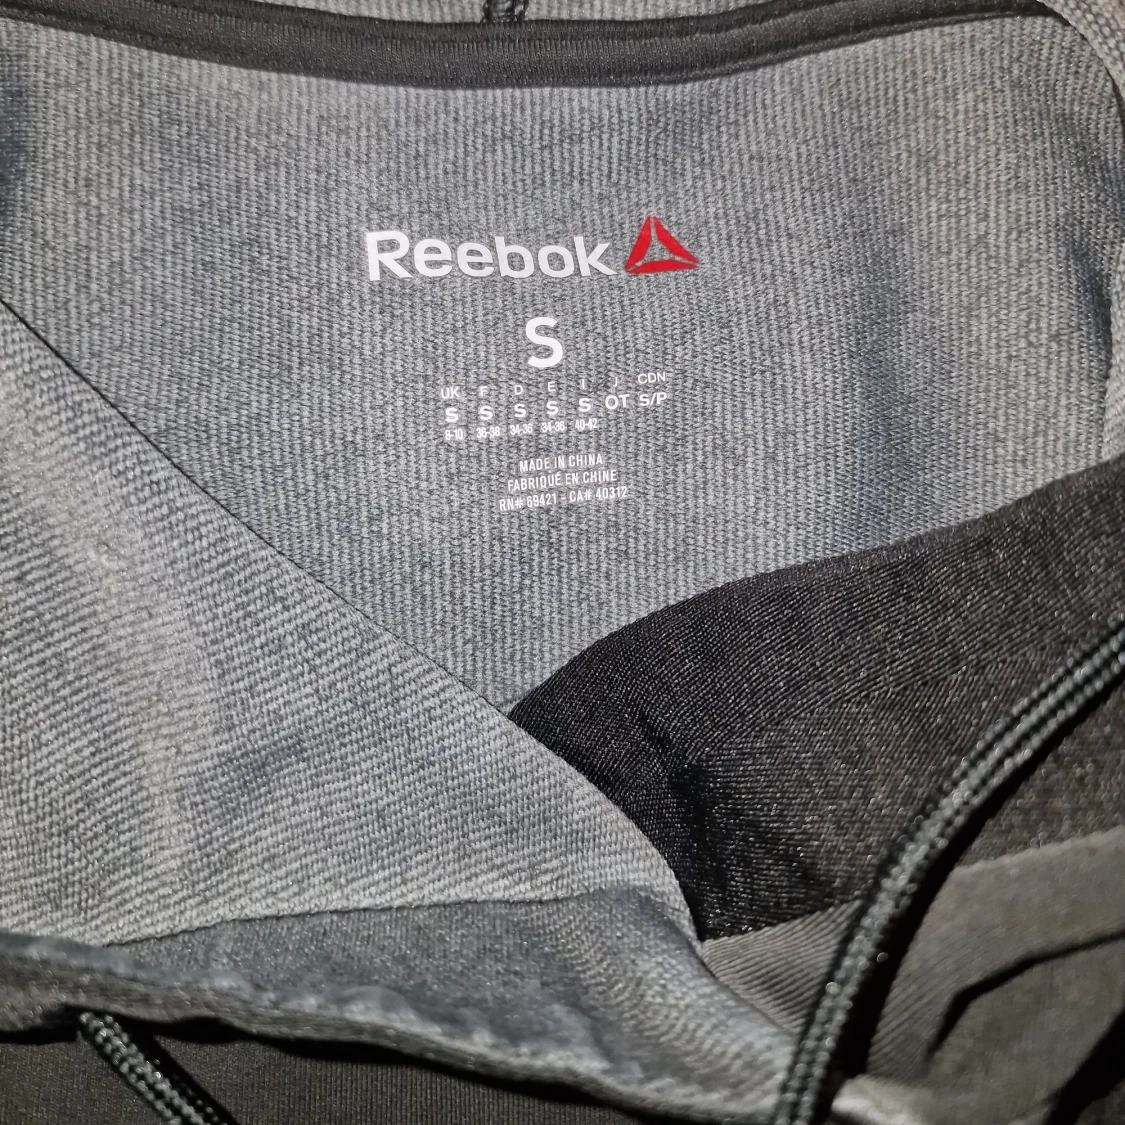 Reebok
S
UK F D E I J CDN
S S S S S OT S/P
8-10 36-38 34-36 34-36 40-42
MADE IN CHINA
FABRIQUÉ EN CHINE
RN# 69421 - CA# 40312